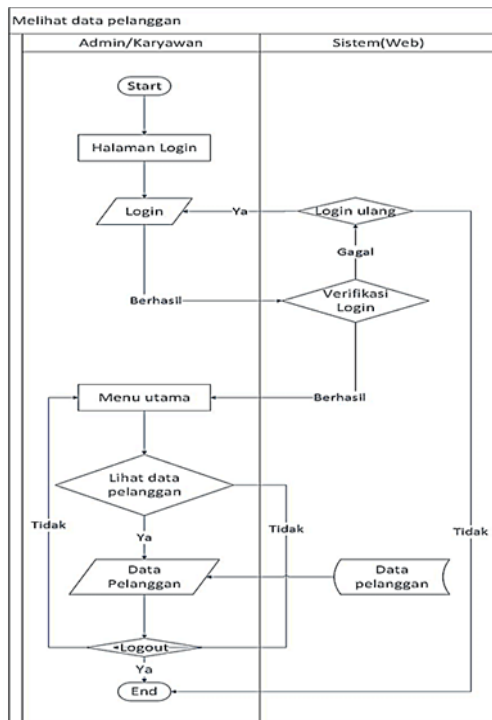 Melihat data pelanggan
Admin/Karyawan
Sistem(Web)
Start
Halaman Login
Login
Ya
Login ulang
Gagal
Verifikasi
Login
Berhasil
Menu utama
Berhasil
Lihat data
pelanggan
Tidak
Tidak
Tidak
Ya
Data
Pelanggan
Data
pelanggan
Logout
Ya
End